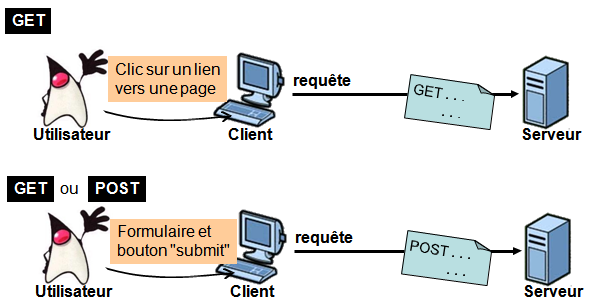 GET
Clic sur un lien
vers une page
requête
GET . . .
. . .
Utilisateur
Client
Serveur
GET ou POST
Formulaire et
bouton "submit"
requête
POST . . .
. . .
Utilisateur
Client
Serveur